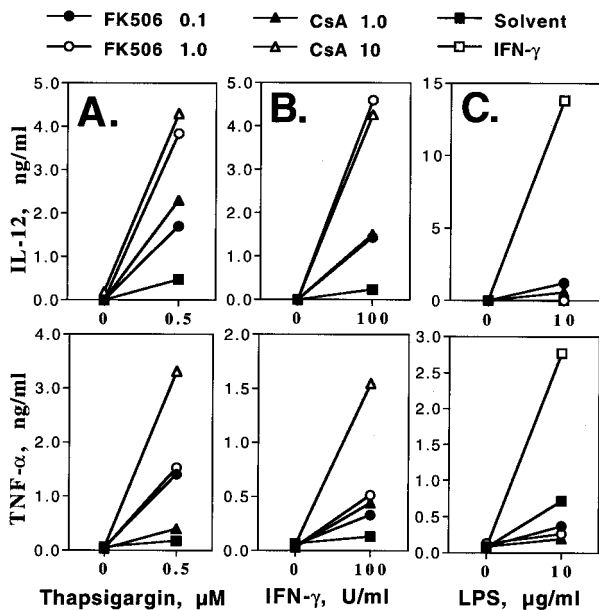 FK506 0.1 CsA 1.0 Solvent
FK506 1.0 CsA 10 IFN-γ
A. B. C.
IL-12, ng/ml
5.0 5.0 15
4.0 4.0
3.0 3.0 10
2.0 2.0
1.0 1.0 5
0.0 0.0 0
0 0.5 0 100 0 10
TNF-α, ng/ml
4.0 2.0 3.0
3.0 1.5 2.5
2.0 1.0 2.0
1.0 0.5 1.5
0.0 0.0 1.0
0.5
0.0
0 0.5 0 100 0 10
Thapsigargin, μM IFN-γ, U/ml LPS, μg/ml